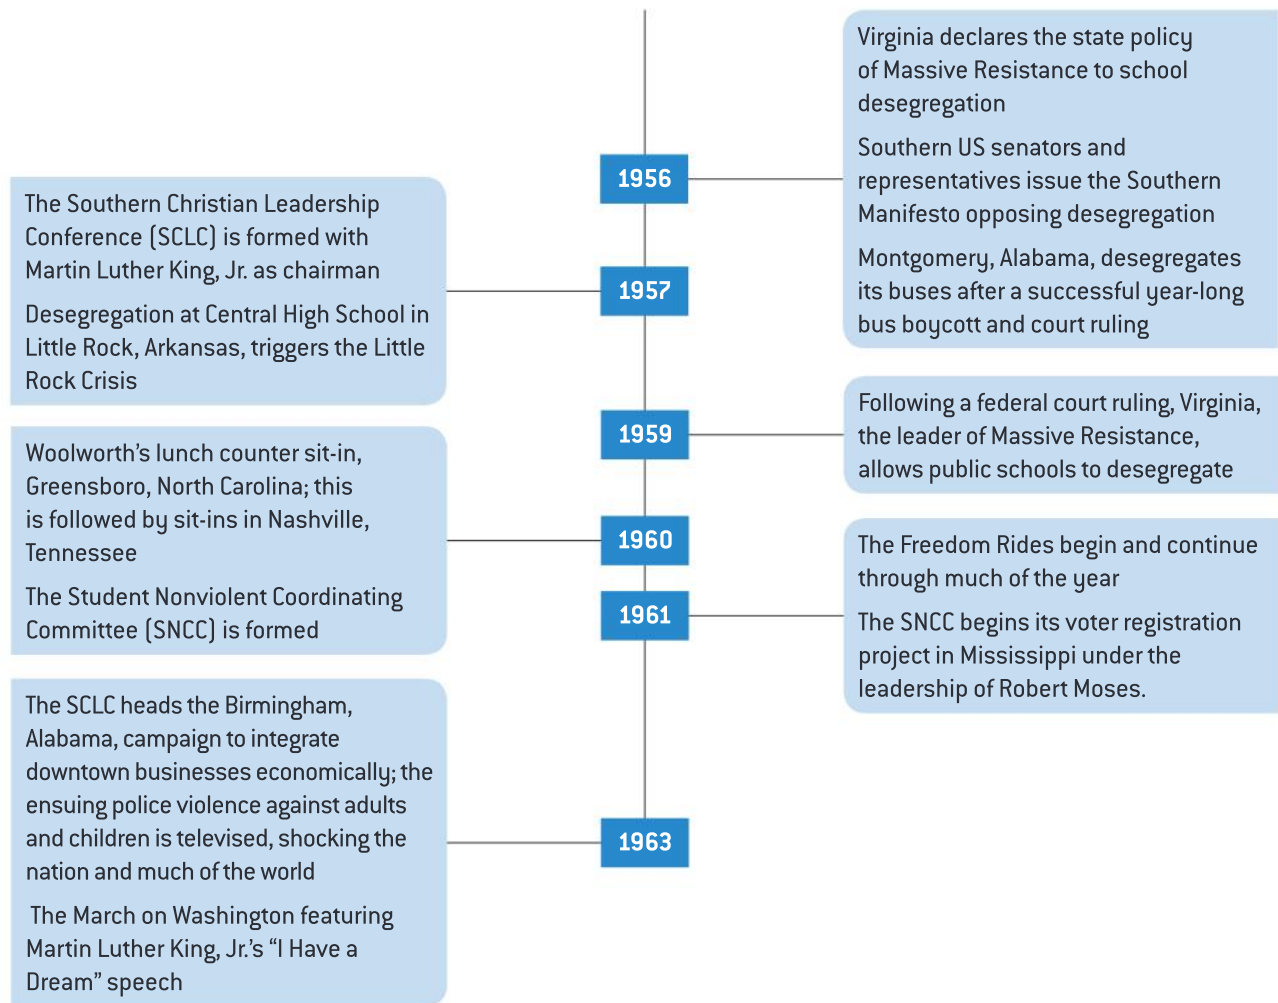 Virginia declares the state policy
of Massive Resistance to school
desegregation
Southern US senators and
representatives issue the Southern
Manifesto opposing desegregation
Montgomery, Alabama, desegregates
its buses after a successful year-long
bus boycott and court ruling
1956
The Southern Christian Leadership
Conference (SCLC) is formed with
Martin Luther King, Jr. as chairman
Desegregation at Central High School in
Little Rock, Arkansas, triggers the Little
Rock Crisis
1957
Following a federal court ruling, Virginia,
the leader of Massive Resistance,
allows public schools to desegregate
1959
Woolworth's lunch counter sit-in,
Greensboro, North Carolina; this
is followed by sit-ins in Nashville,
Tennessee
The Student Nonviolent Coordinating
Committee (SNCC) is formed
1960
The Freedom Rides begin and continue
through much of the year
The SNCC begins its voter registration
project in Mississippi under the
leadership of Robert Moses.
1961
The SCLC heads the Birmingham,
Alabama, campaign to integrate
downtown businesses economically; the
ensuing police violence against adults
and children is televised, shocking the
nation and much of the world
The March on Washington featuring
Martin Luther King, Jr.'s “I Have a
Dream” speech
1963